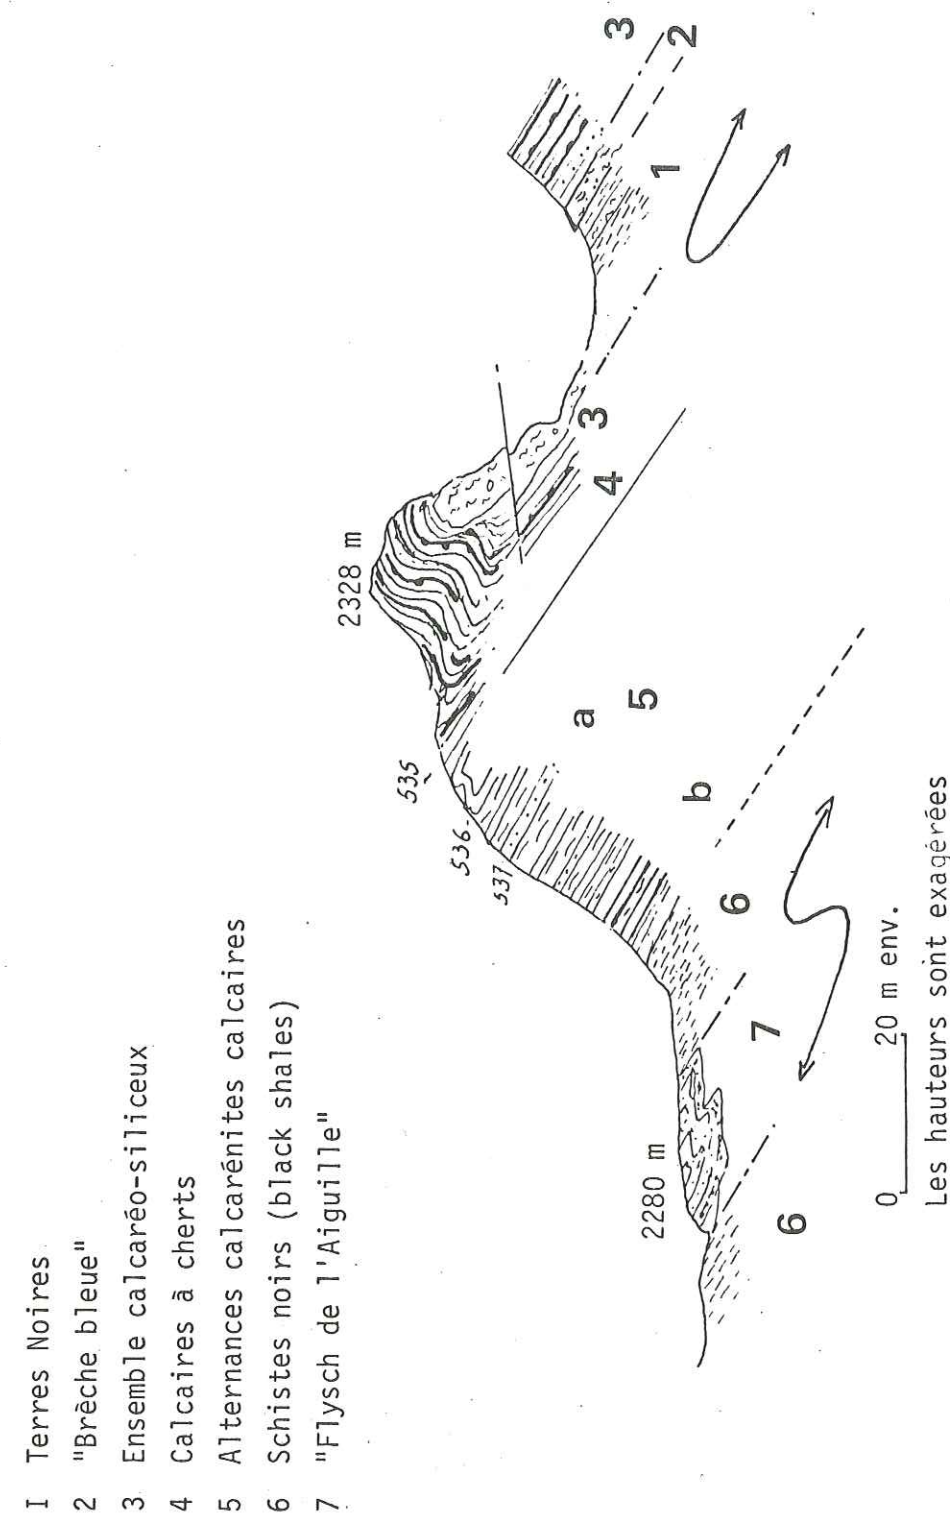 I Terres Noires
2 "Brèche bleue"
3 Ensemble calcaréo-siliceux
4 Calcaires à cherts
5 Alternances calcarénites calcaires
6 Schistes noirs (black shales)
7 "Flysch de l'Aiguille"
2280 m
2328 m
537
536
535
6
7
6
b
5
a
4
3
1
2
3
0 20 m env.
Les hauteurs sont exagérées